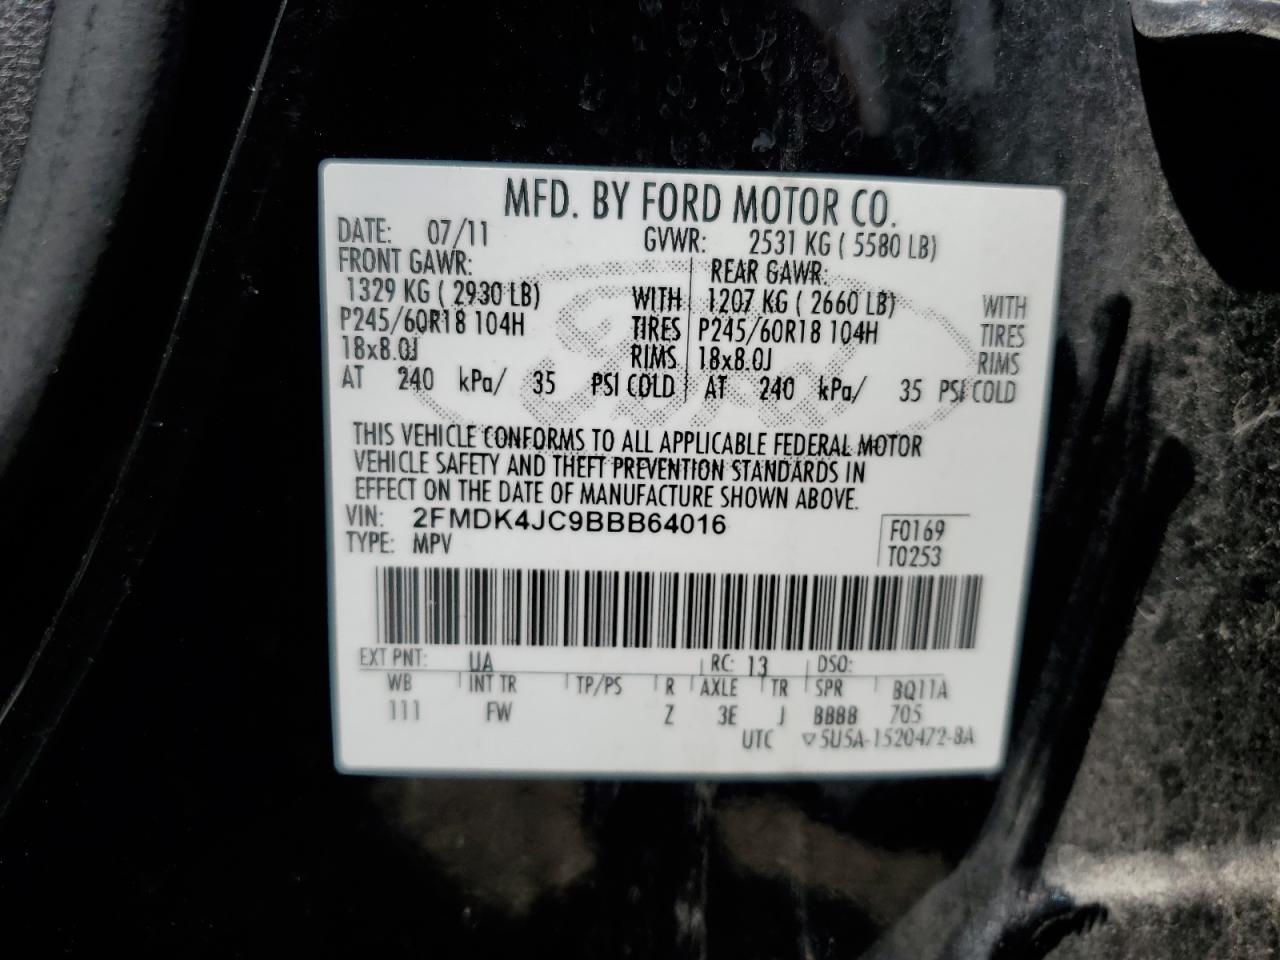 MFD. BY FORD MOTOR CO.
DATE: 07/11 GVWR: 2531 KG ( 5580 LB)
FRONT GAWR: REAR GAWR:
1329 KG ( 2930 LB) WITH 1207 KG ( 2660 LB) WITH
P245/60R18 104H TIRES P245/60R18 104H TIRES
18x8.0J RIMS 18x8.0J RIMS
AT 240 kPa/ 35 PSI COLD AT 240 kPa/ 35 PSI COLD
Ford
THIS VEHICLE CONFORMS TO ALL APPLICABLE FEDERAL MOTOR
VEHICLE SAFETY AND THEFT PREVENTION STANDARDS IN
EFFECT ON THE DATE OF MANUFACTURE SHOWN ABOVE.
VIN: 2FMDK4JC9BBB64016 F0169
TYPE: MPV T0253
EXT PNT: UA RC: 13 DSO:
WB INT TR TP/PS R AXLE TR SPR BQ11A
111 FW Z 3E J BBBB 705
UTC ▽5U5A-1520472-BA